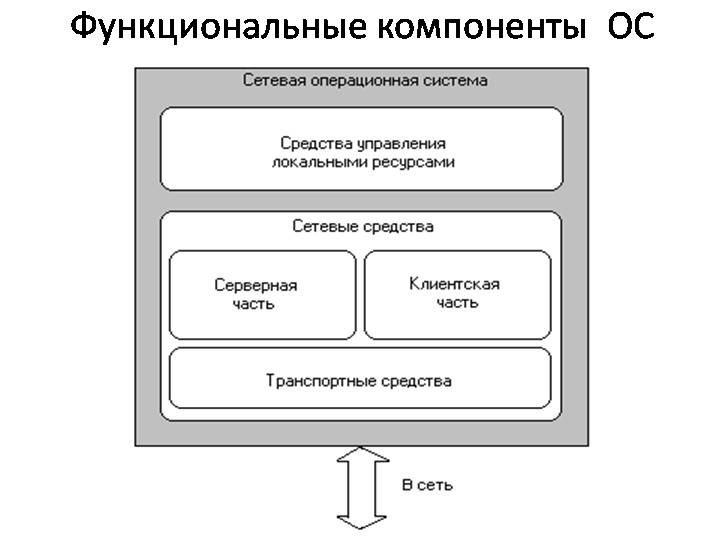 Функциональные компоненты ОС
Сетевая операционная система
Средства управления
локальными ресурсами
Сетевые средства
Серверная
часть
Клиентская
часть
Транспортные средства
В сеть